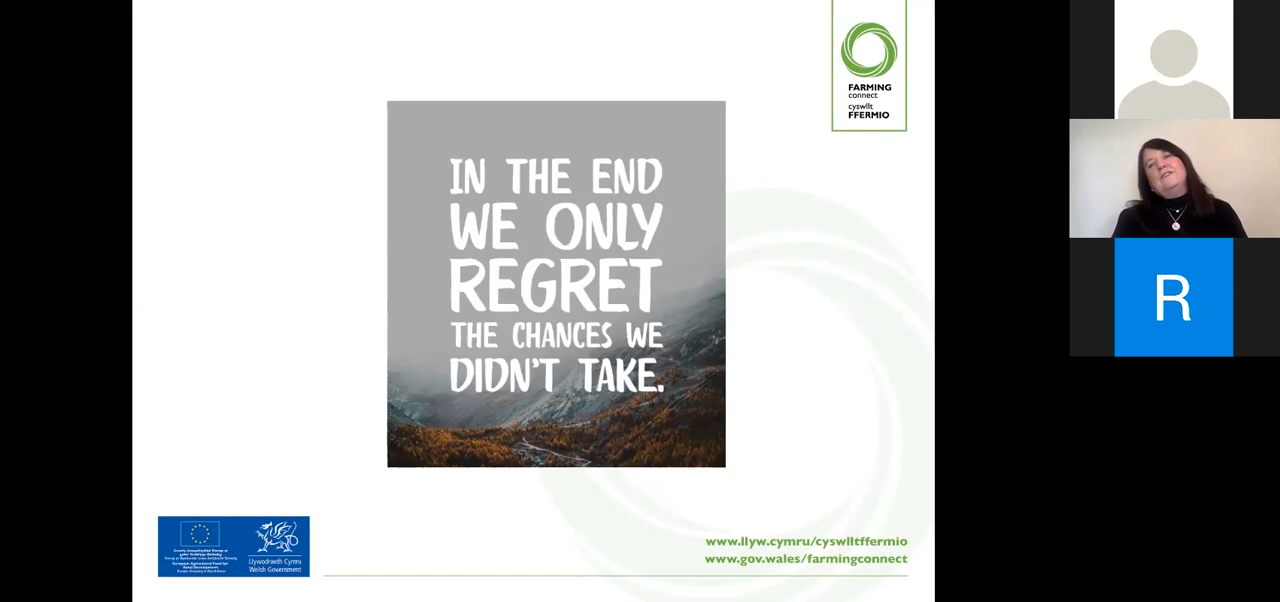 FARMING
connect
cyswllt
FFERMIO
IN THE END
WE ONLY
REGRET
THE CHANCES WE
DIDN'T TAKE.
R
Llywodraeth Cymru
Welsh Government
www.llyw.cymru/cyswlltffermio
www.gov.wales/farmingconnect